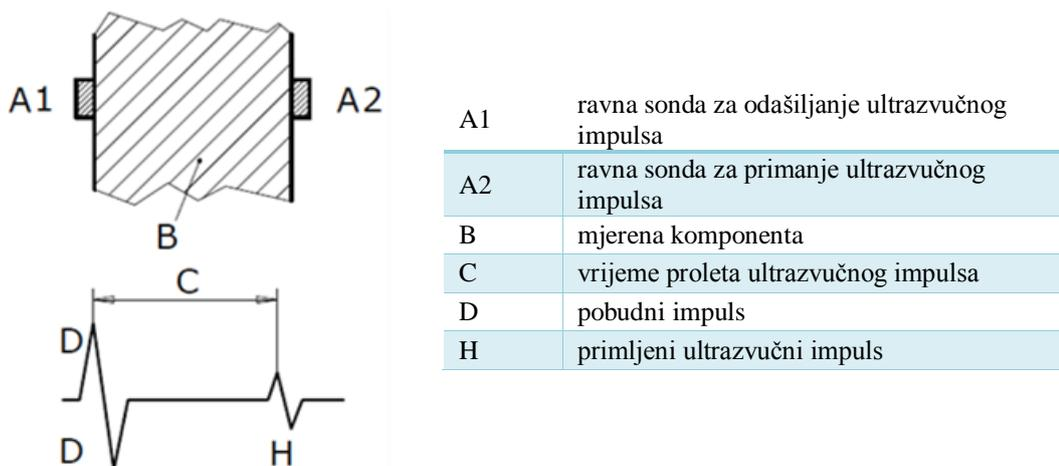 A1
A2
B
C
D
D
H
A1 ravna sonda za odašiljanje ultrazvučnog
impulsa
A2 ravna sonda za primanje ultrazvučnog
impulsa
B mjerena komponenta
C vrijeme proleta ultrazvučnog impulsa
D pobudni impuls
H primljeni ultrazvučni impuls